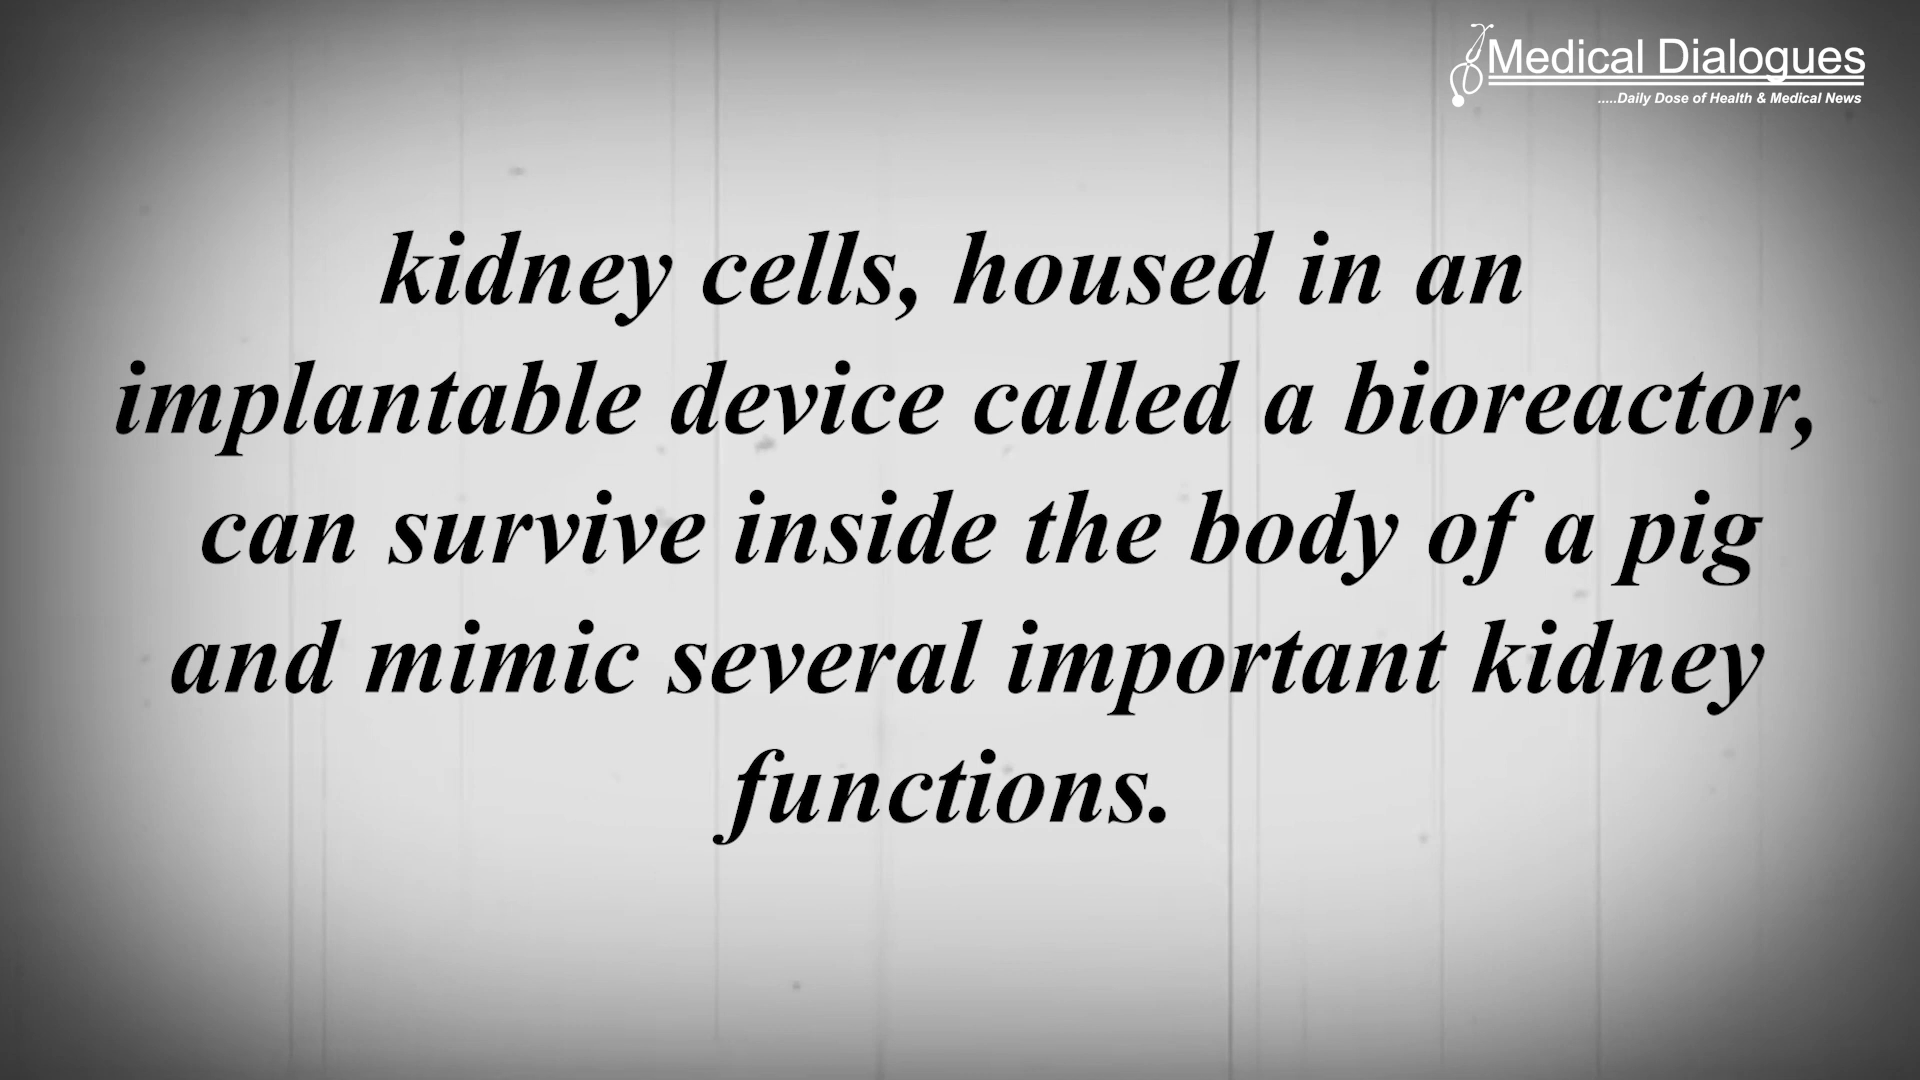 Medical Dialogues
.....Daily Dose of Health & Medical News
kidney cells, housed in an
implantable device called a bioreactor,
can survive inside the body of a pig
and mimic several important kidney
functions.